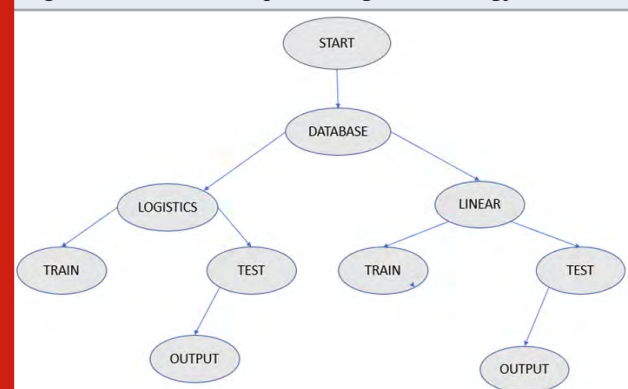 START
DATABASE
LOGISTICS
LINEAR
TRAIN
TEST
TRAIN
TEST
OUTPUT
OUTPUT